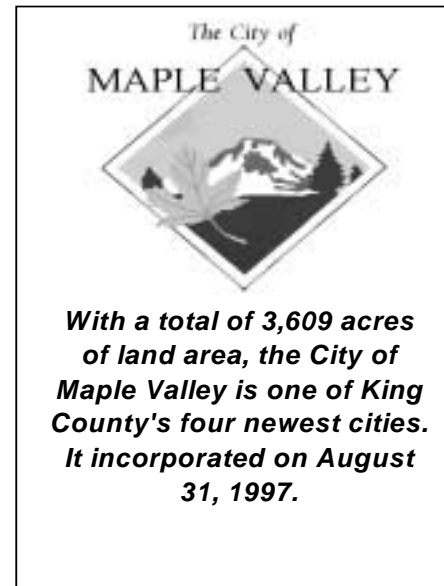 The City of
MAPLE VALLEY
With a total of 3,609 acres
of land area, the City of
Maple Valley is one of King
County's four newest cities.
It incorporated on August
31, 1997.